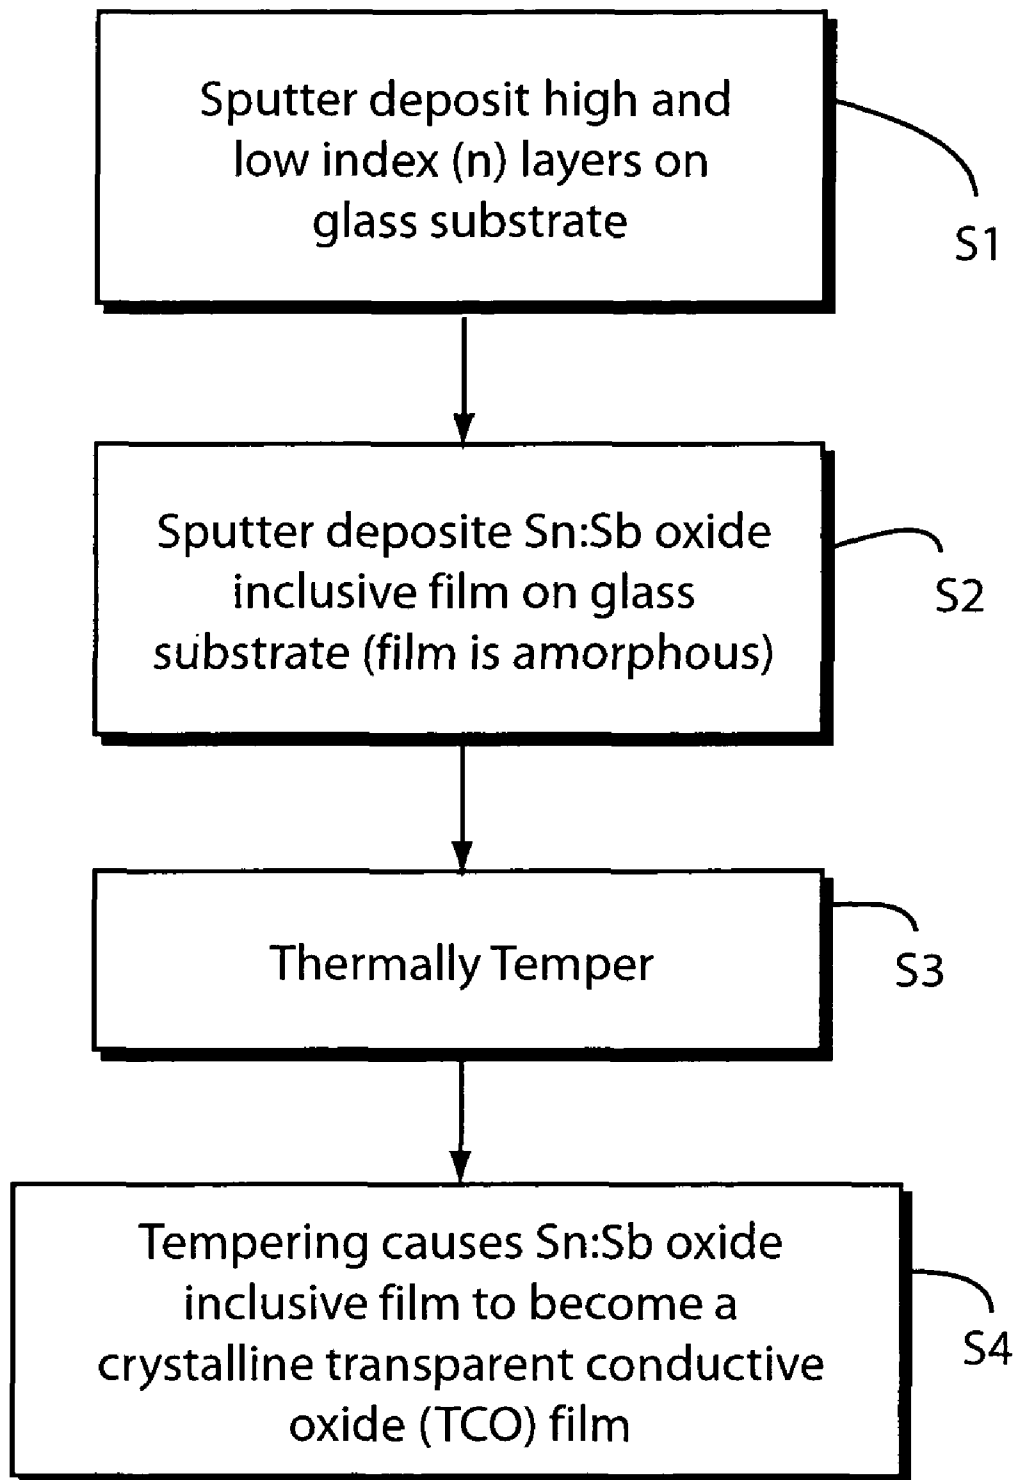 Sputter deposit high and
low index (n) layers on
glass substrate
S1
Sputter deposite Sn:Sb oxide
inclusive film on glass
substrate (film is amorphous)
S2
Thermally Temper
S3
Tempering causes Sn:Sb oxide
inclusive film to become a
crystalline transparent conductive
oxide (TCO) film
S4